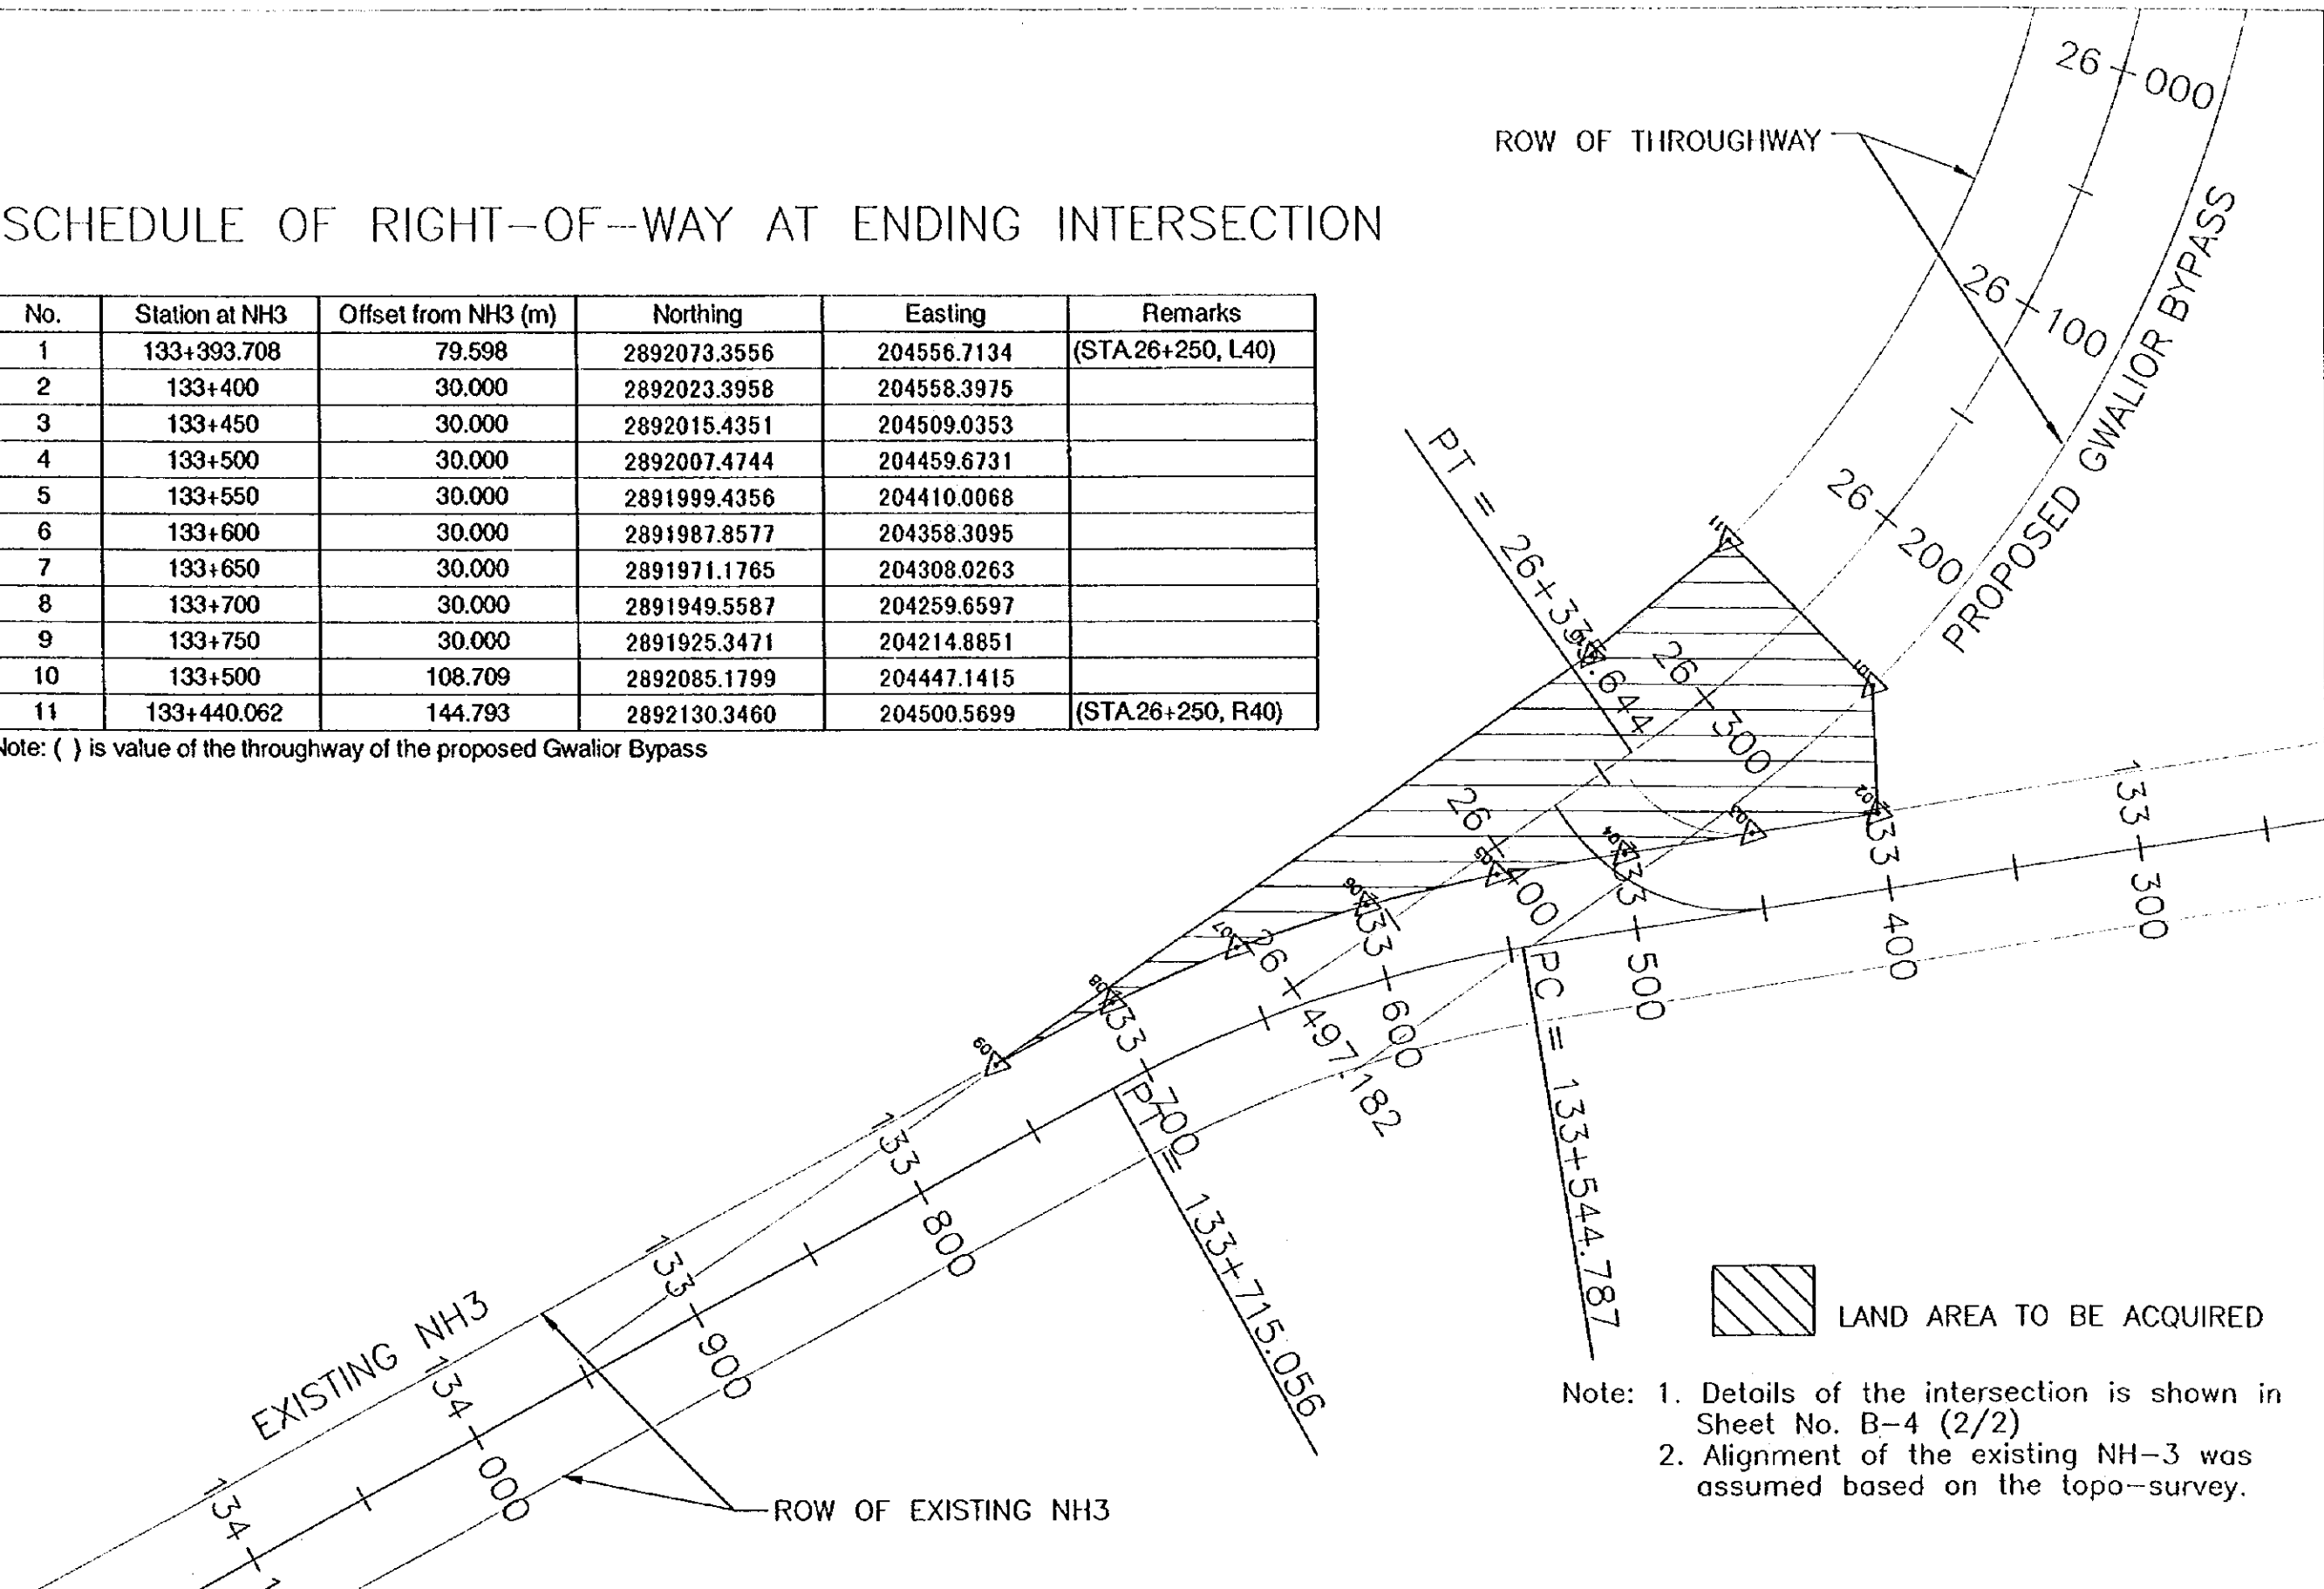 SCHEDULE OF RIGHT-OF-WAY AT ENDING INTERSECTION
No. Station at NH3 Offset from NH3 (m) Northing Easting Remarks
1 133+393.708 79.598 2892073.3556 204556.7134 (STA.26+250, L40)
2 133+400 30.000 2892023.3958 204558.3975
3 133+450 30.000 2892015.4351 204509.0353
4 133+500 30.000 2892007.4744 204459.6731
5 133+550 30.000 2891999.4356 204410.0068
6 133+600 30.000 2891987.8577 204358.3095
7 133+650 30.000 2891971.1765 204308.0263
8 133+700 30.000 2891949.5587 204259.6597
9 133+750 30.000 2891925.3471 204214.8851
10 133+500 108.709 2892085.1799 204447.1415
11 133+440.062 144.793 2892130.3460 204500.5699 (STA.26+250, R40)
Note: ( ) is value of the throughway of the proposed Gwalior Bypass
ROW OF THROUGHWAY
26+000
26+100
26+200
PROPOSED GWALIOR BYPASS
PT = 26+338.644
26+300
26+400
26+497.182
133-300
133-400
133-500
133-600
133-700
133-800
133-900
134-000
134
PC = 133+544.787
PT = 133+715.056
EXISTING NH3
ROW OF EXISTING NH3
LAND AREA TO BE ACQUIRED
Note: 1. Details of the intersection is shown in
Sheet No. B-4 (2/2)
2. Alignment of the existing NH-3 was
assumed based on the topo-survey.